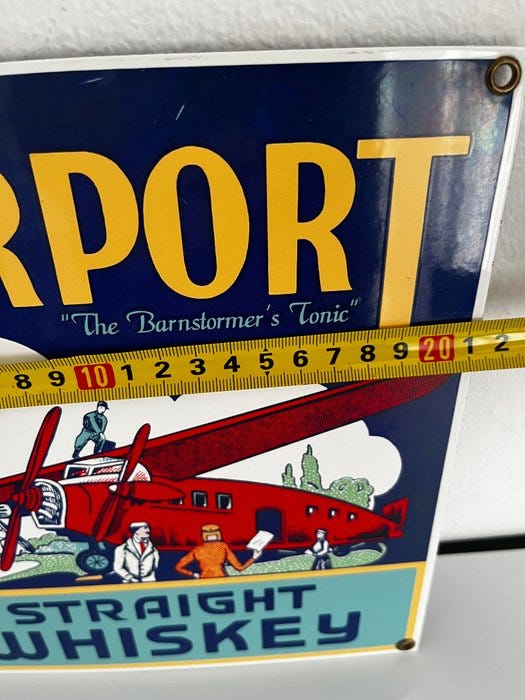 RPORT
"The Barnstormer's Tonic"
8 9 10 1 2 3 4 5 6 7 8 9 20 1 2
STRAIGHT
WHISKEY